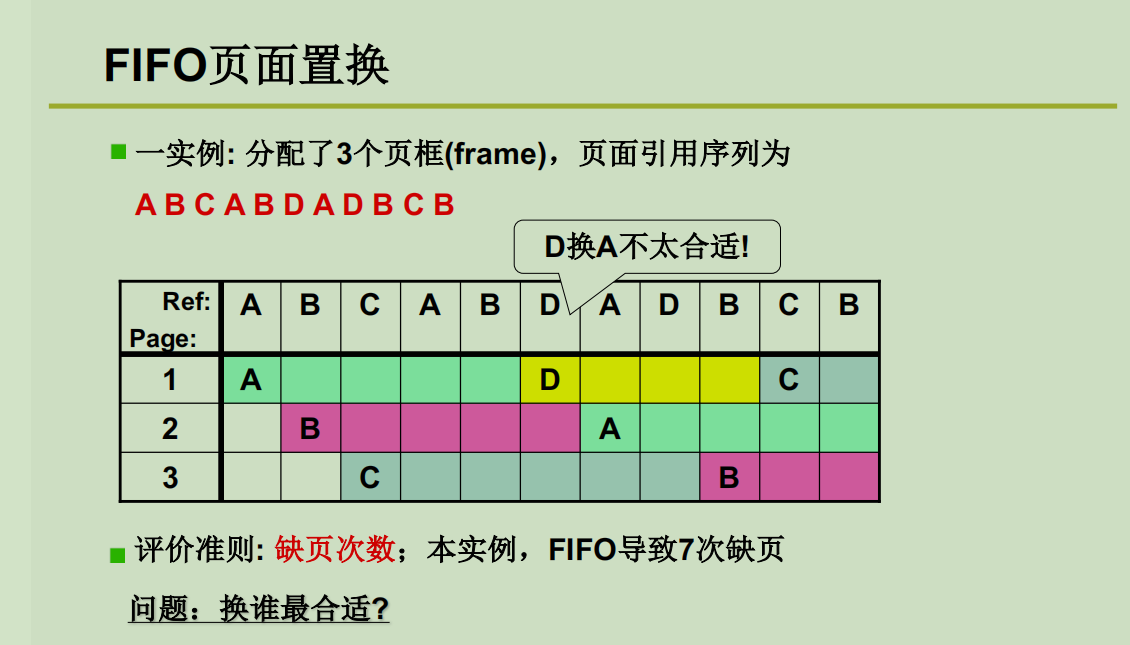 FIFO页面置换
一实例: 分配了3个页框(frame)，页面引用序列为
A B C A B D A D B C B
D换A不太合适!
Ref: A B C A B D A D B C B
Page:
1 A D C
2 B A
3 C B
评价准则: 缺页次数；本实例，FIFO导致7次缺页
问题：换谁最合适?